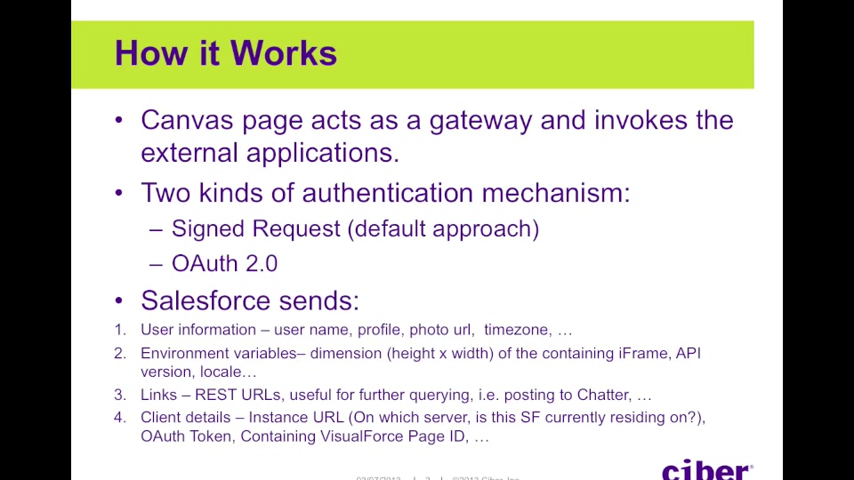 How it Works
• Canvas page acts as a gateway and invokes the
external applications.
• Two kinds of authentication mechanism:
– Signed Request (default approach)
– OAuth 2.0
• Salesforce sends:
1. User information – user name, profile, photo url, timezone, …
2. Environment variables– dimension (height x width) of the containing iFrame, API
version, locale…
3. Links – REST URLs, useful for further querying, i.e. posting to Chatter, …
4. Client details – Instance URL (On which server, is this SF currently residing on?),
OAuth Token, Containing VisualForce Page ID, …
ciber